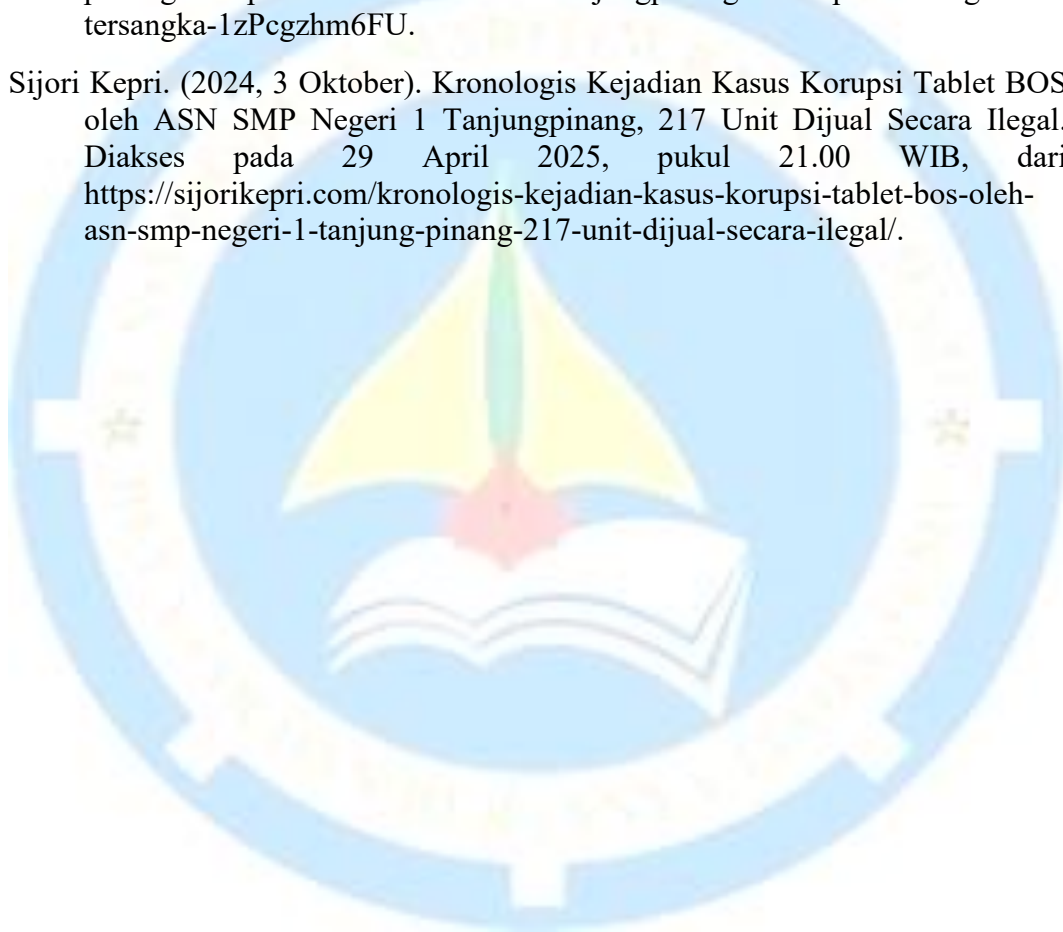 tersangka-1zPcgzhm6FU.
Sijori Kepri. (2024, 3 Oktober). Kronologis Kejadian Kasus Korupsi Tablet BOS
oleh ASN SMP Negeri 1 Tanjungpinang, 217 Unit Dijual Secara Ilegal.
Diakses pada 29 April 2025, pukul 21.00 WIB, dari
https://sijorikepri.com/kronologis-kejadian-kasus-korupsi-tablet-bos-oleh-
asn-smp-negeri-1-tanjung-pinang-217-unit-dijual-secara-ilegal/.